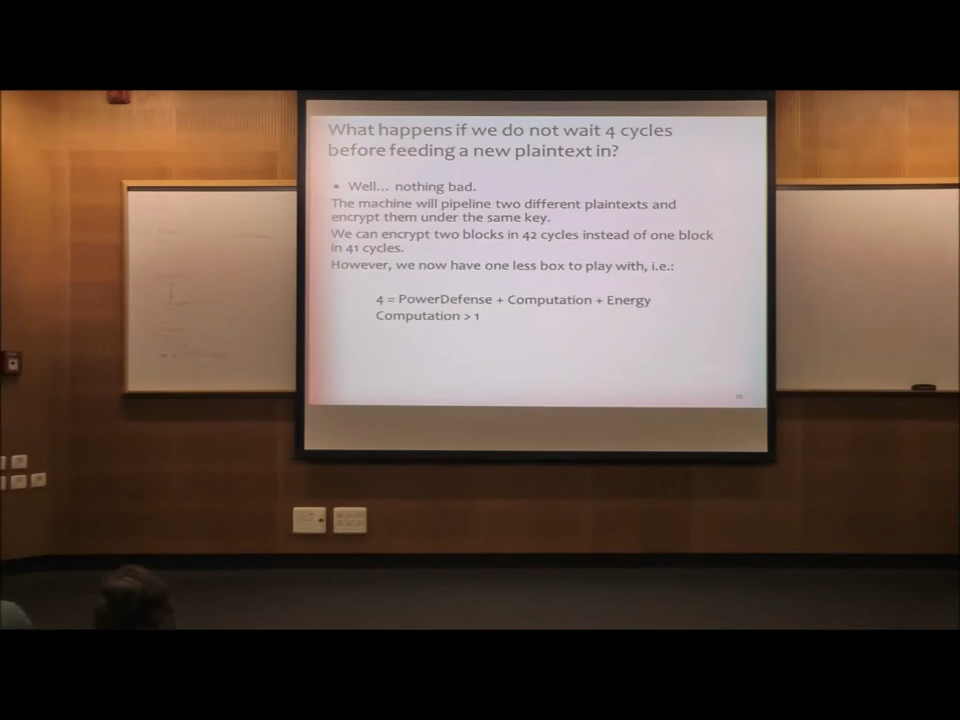 What happens if we do not wait 4 cycles
before feeding a new plaintext in?
• Well... nothing bad.
The machine will pipeline two different plaintexts and
encrypt them under the same key.
We can encrypt two blocks in 42 cycles instead of one block
in 41 cycles.
However, we now have one less box to play with, i.e.:
4 = PowerDefense + Computation + Energy
Computation > 1